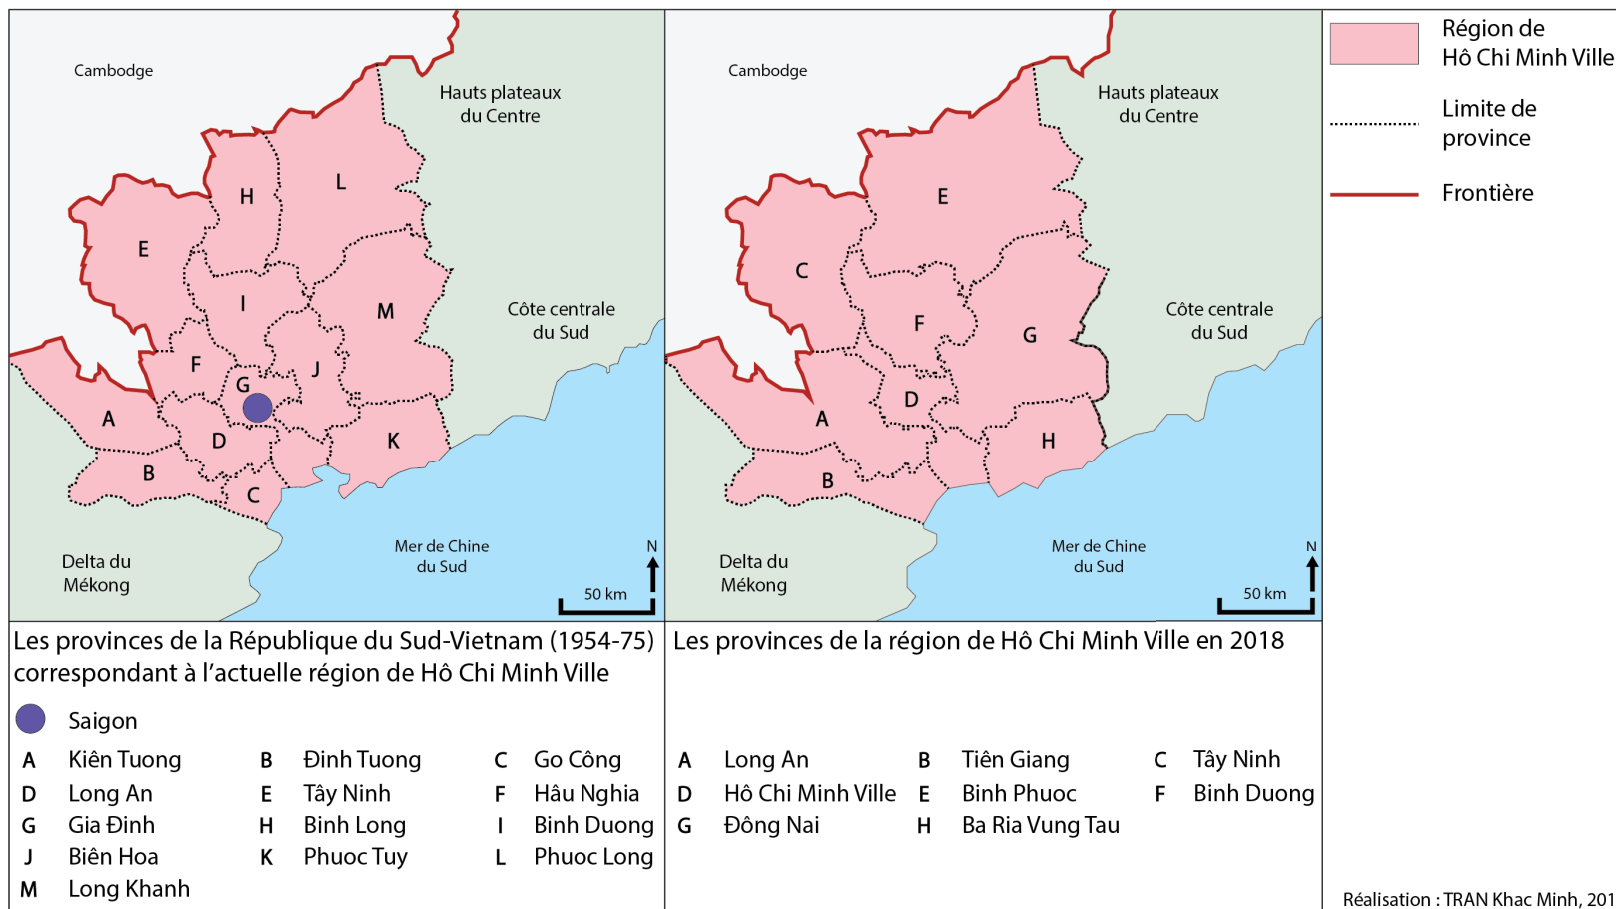 Cambodge
Hauts plateaux
du Centre
H
L
E
I
M
Côte centrale
du Sud
F
G
J
A
D
K
B
C
Mer de Chine
du Sud
Delta du
Mékong
N
50 km
Cambodge
Hauts plateaux
du Centre
E
C
F
G
Côte centrale
du Sud
D
A
H
B
Mer de Chine
du Sud
Delta du
Mékong
N
50 km
Région de
Hô Chi Minh Ville
Limite de
province
Frontière
Les provinces de la République du Sud-Vietnam (1954-75)
correspondant à l'actuelle région de Hô Chi Minh Ville
Saigon
A Kiên Tuong B Đinh Tuong C Go Công
D Long An E Tây Ninh F Hâu Nghia
G Gia Đinh H Binh Long I Binh Duong
J Biên Hoa K Phuoc Tuy L Phuoc Long
M Long Khanh
Les provinces de la région de Hô Chi Minh Ville en 2018
A Long An B Tiên Giang C Tây Ninh
D Hô Chi Minh Ville E Binh Phuoc F Binh Duong
G Đông Nai H Ba Ria Vung Tau
Réalisation : TRAN Khac Minh, 201